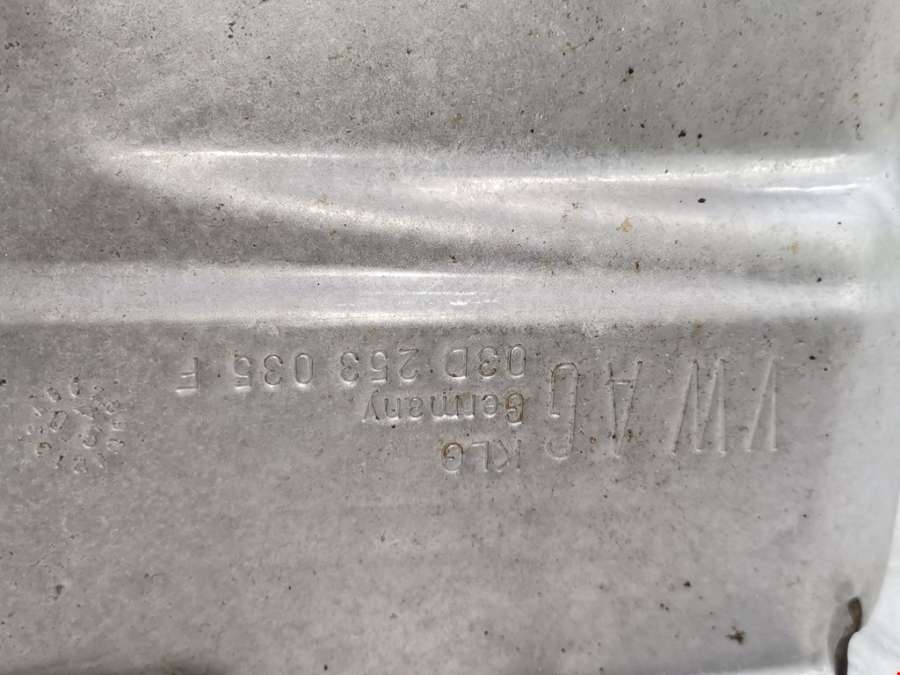 VW AG
KLG
Germany
03D 253 035 F